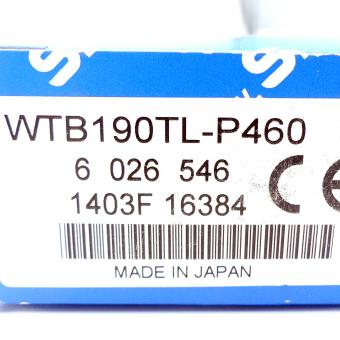 WTB190TL-P460
6 026 546
1403F 16384
CE
MADE IN JAPAN